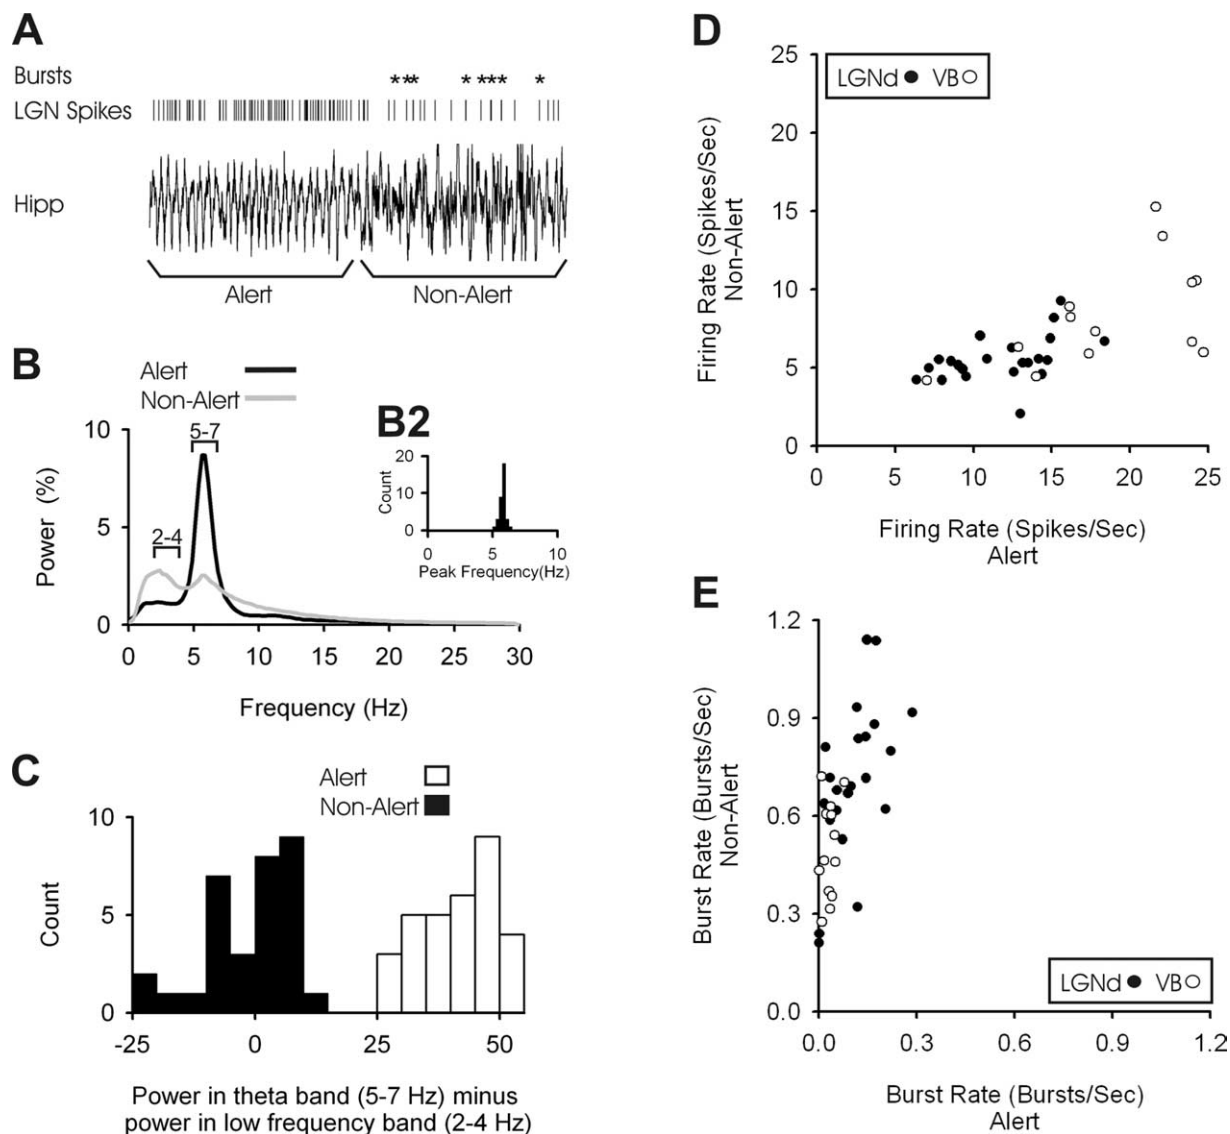 A
Bursts
LGN Spikes
Hipp
Alert
Non-Alert
B
Alert
Non-Alert
5-7
2-4
10
5
0
0 5 10 15 20 25 30
Power (%)
Frequency (Hz)
B2
20
10
0
0 5 10
Count
Peak Frequency(Hz)
C
Alert
Non-Alert
10
5
0
-25 0 25 50
Count
Power in theta band (5-7 Hz) minus
power in low frequency band (2-4 Hz)
D
LGNd VB
25
20
15
10
5
0
0 5 10 15 20 25
Firing Rate (Spikes/Sec)
Non-Alert
Firing Rate (Spikes/Sec)
Alert
E
1.2
0.9
0.6
0.3
0.0
0.0 0.3 0.6 0.9 1.2
LGNd VB
Burst Rate (Bursts/Sec)
Non-Alert
Burst Rate (Bursts/Sec)
Alert